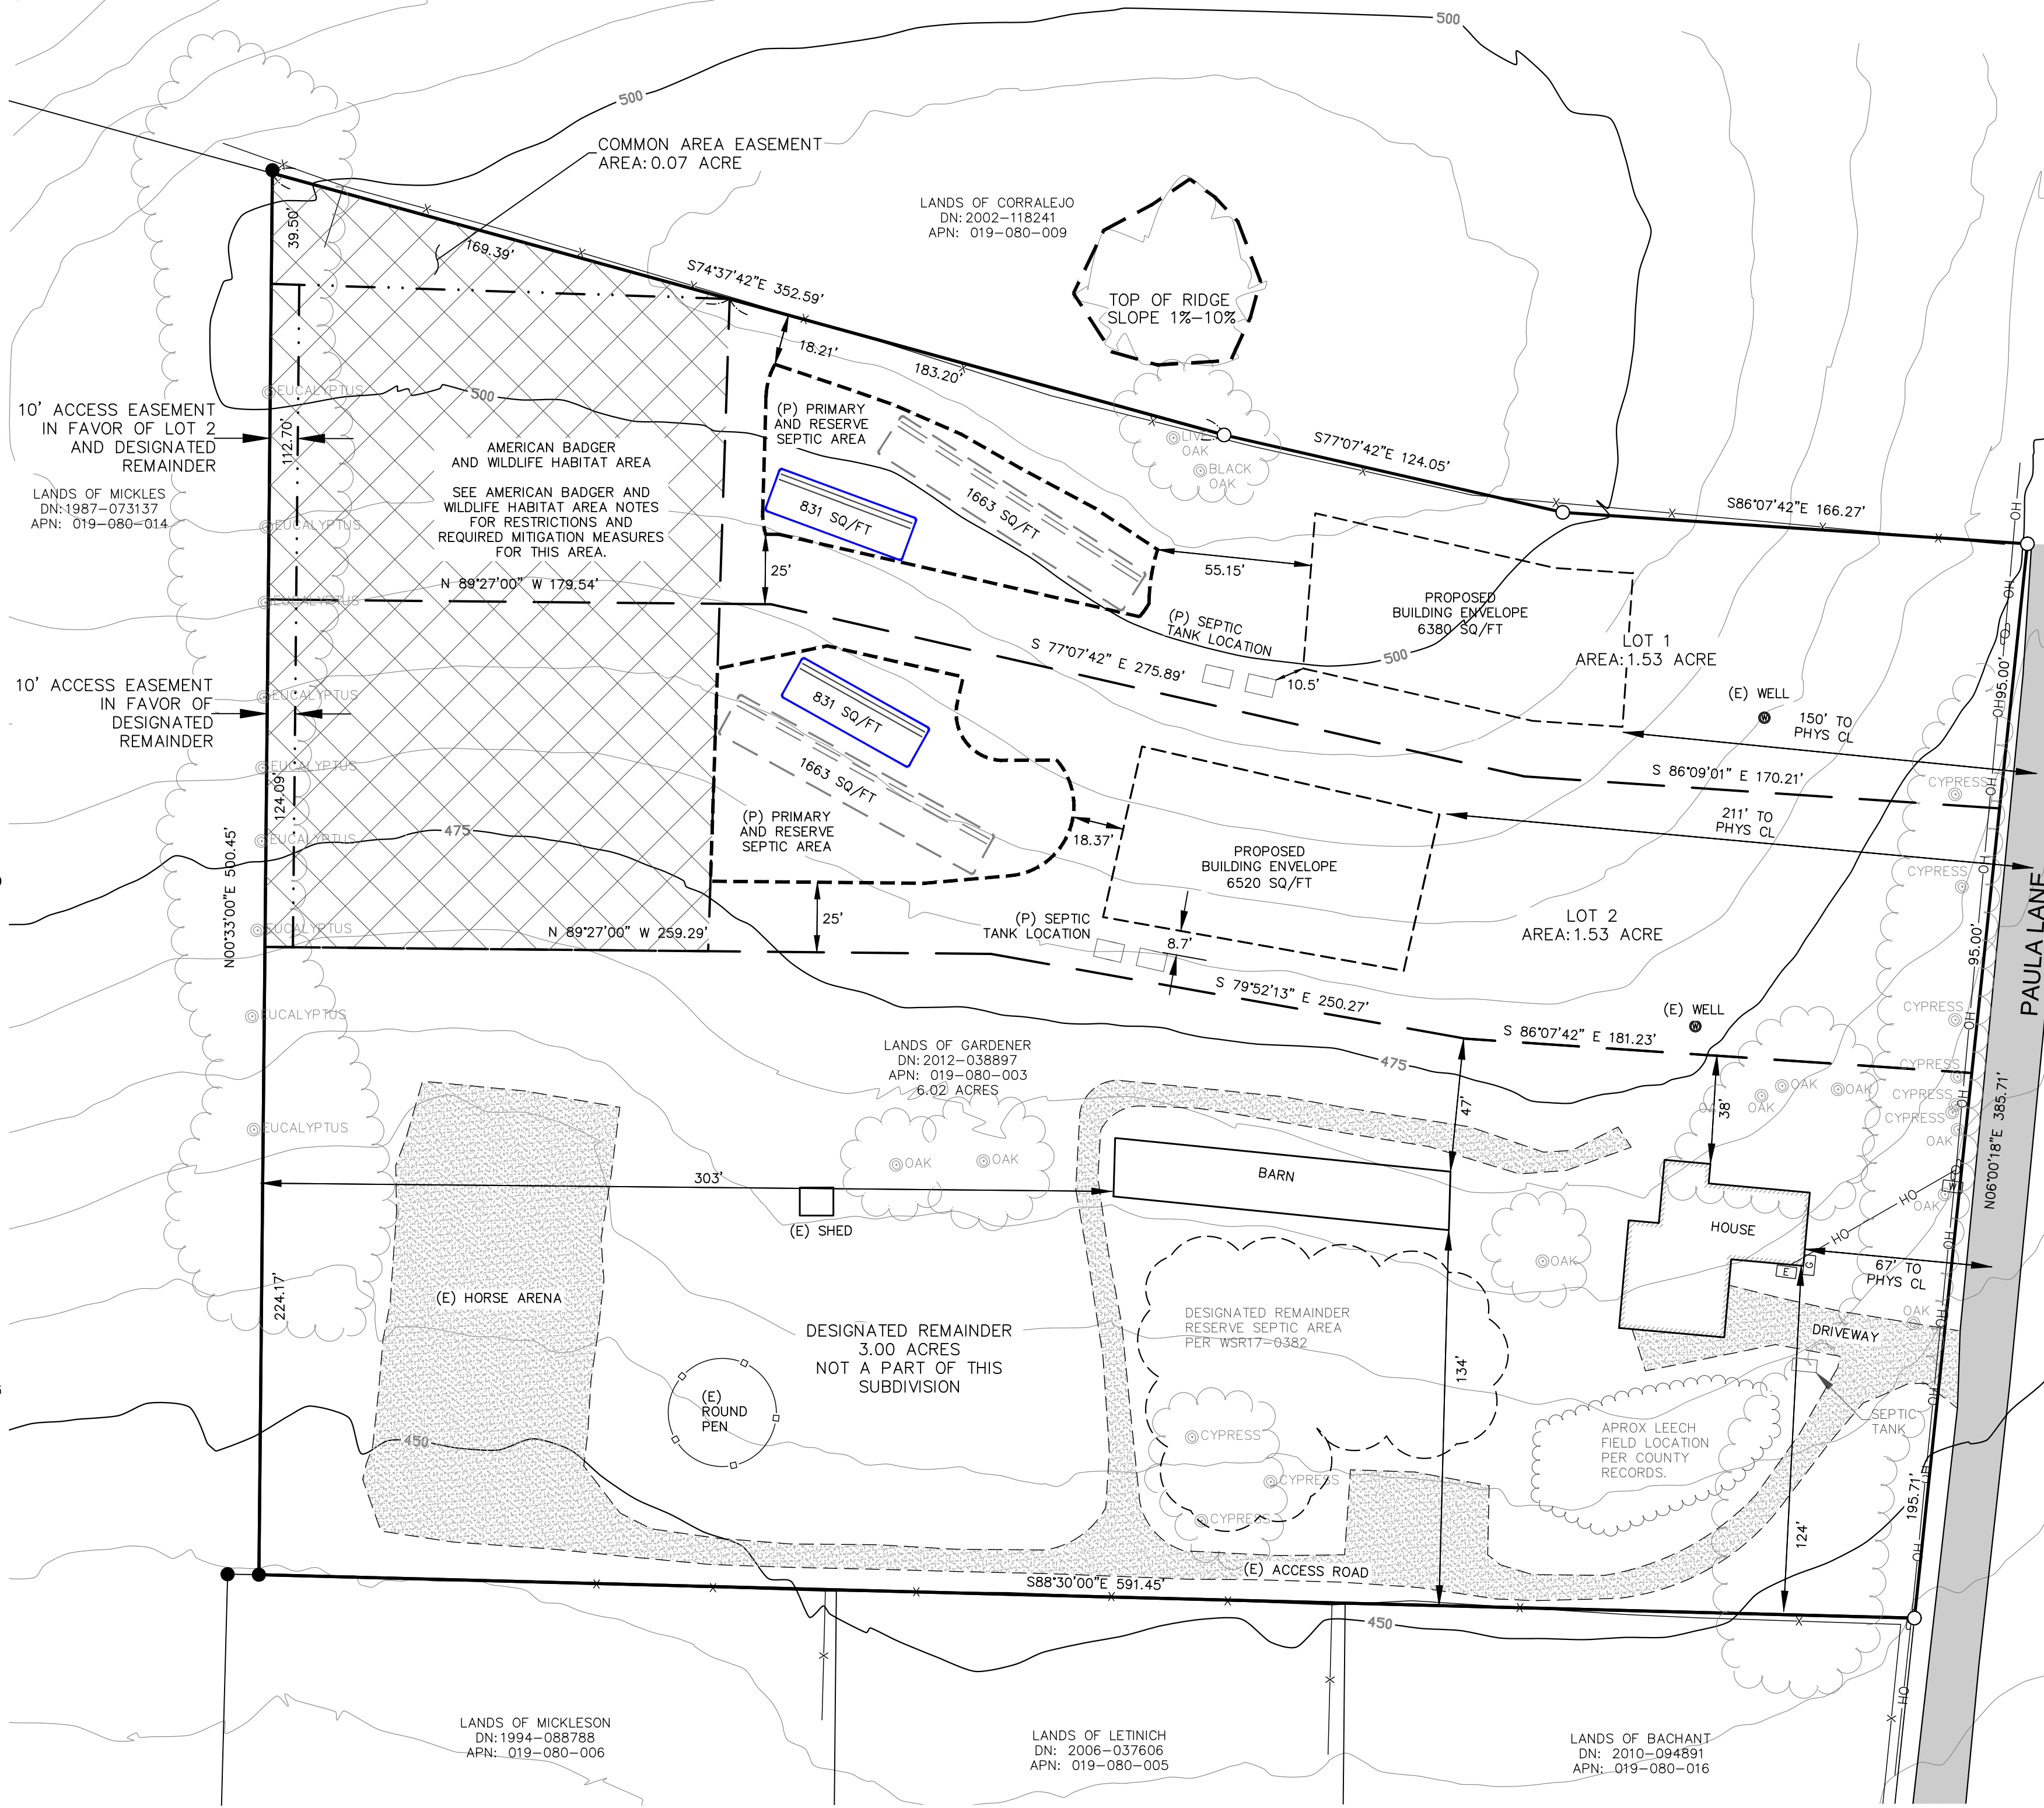 500
500
COMMON AREA EASEMENT
AREA: 0.07 ACRE
39.50'
169.39'
S74°37'42"E 352.59'
LANDS OF CORRALEJO
DN: 2002-118241
APN: 019-080-009
TOP OF RIDGE
SLOPE 1%-10%
18.21'
183.20'
EUCALYPTUS
500
10' ACCESS EASEMENT
IN FAVOR OF LOT 2
AND DESIGNATED
REMAINDER
112.70'
(P) PRIMARY
AND RESERVE
SEPTIC AREA
LIVE
OAK
BLACK
OAK
S77°07'42"E 124.05'
AMERICAN BADGER
AND WILDLIFE HABITAT AREA
SEE AMERICAN BADGER AND
WILDLIFE HABITAT AREA NOTES
FOR RESTRICTIONS AND
REQUIRED MITIGATION MEASURES
FOR THIS AREA.
LANDS OF MICKLES
DN: 1987-073137
APN: 019-080-014
EUCALYPTUS
831 SQ/FT
1663 SQ/FT
S86°07'42"E 166.27'
OH
25'
55.15'
N 89°27'00" W 179.54'
EUCALYPTUS
PROPOSED
BUILDING ENVELOPE
6380 SQ/FT
OH
(P) SEPTIC
TANK LOCATION
LOT 1
AREA: 1.53 ACRE
S 77°07'42" E 275.89'
500
10.5'
10' ACCESS EASEMENT
IN FAVOR OF
DESIGNATED
REMAINDER
EUCALYPTUS
831 SQ/FT
(E) WELL
W
150' TO
PHYS CL
95.00'
OH
EUCALYPTUS
1663 SQ/FT
S 86°09'01" E 170.21'
CYPRESS
OH
124.09'
(P) PRIMARY
AND RESERVE
SEPTIC AREA
211' TO
PHYS CL
475
EUCALYPTUS
18.37'
PROPOSED
BUILDING ENVELOPE
6520 SQ/FT
CYPRESS
OH
N00°33'00"E 500.45'
PAULA LANE
EUCALYPTUS
25'
N 89°27'00" W 259.29'
(P) SEPTIC
TANK LOCATION
8.7'
LOT 2
AREA: 1.53 ACRE
95.00'
S 79°52'13" E 250.27'
EUCALYPTUS
(E) WELL
W
CYPRESS
OH
S 86°07'42" E 181.23'
LANDS OF GARDENER
DN: 2012-038897
APN: 019-080-003
6.02 ACRES
475
CYPRESS
OAK
OAK
OAK
OAK
CYPRESS
CYPRESS
OAK
OH
47'
38'
N06°00'18"E 385.71'
EUCALYPTUS
OAK
OAK
303'
BARN
(E) SHED
HOUSE
W
OAK
OH
OH
OH
OAK
E
G
67' TO
PHYS CL
224.17'
(E) HORSE ARENA
DESIGNATED REMAINDER
3.00 ACRES
NOT A PART OF THIS
SUBDIVISION
DESIGNATED REMAINDER
RESERVE SEPTIC AREA
PER WSR17-0382
OAK
DRIVEWAY
OH
134'
(E)
ROUND
PEN
CYPRESS
APROX LEECH
FIELD LOCATION
PER COUNTY
RECORDS.
SEPTIC
TANK
OH
450
CYPRESS
CYPRESS
195.71'
124'
OH
(E) ACCESS ROAD
S88°30'00"E 591.45'
450
OH
LANDS OF MICKLESON
DN: 1994-088788
APN: 019-080-006
LANDS OF LETINICH
DN: 2006-037606
APN: 019-080-005
LANDS OF BACHANT
DN: 2010-094891
APN: 019-080-016